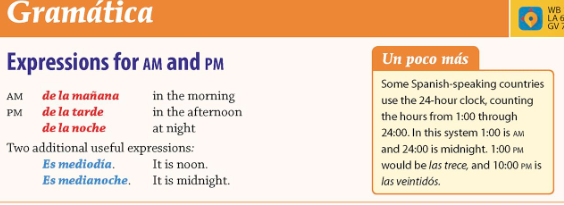 Gramática
WB
LA 6
GV 7
Expressions for AM and PM
AM de la mañana in the morning
PM de la tarde in the afternoon
de la noche at night
Two additional useful expressions:
Es mediodía. It is noon.
Es medianoche. It is midnight.
Un poco más
Some Spanish-speaking countries
use the 24-hour clock, counting
the hours from 1:00 through
24:00. In this system 1:00 is AM
and 24:00 is midnight. 1:00 PM
would be las trece, and 10:00 PM is
las veintidós.